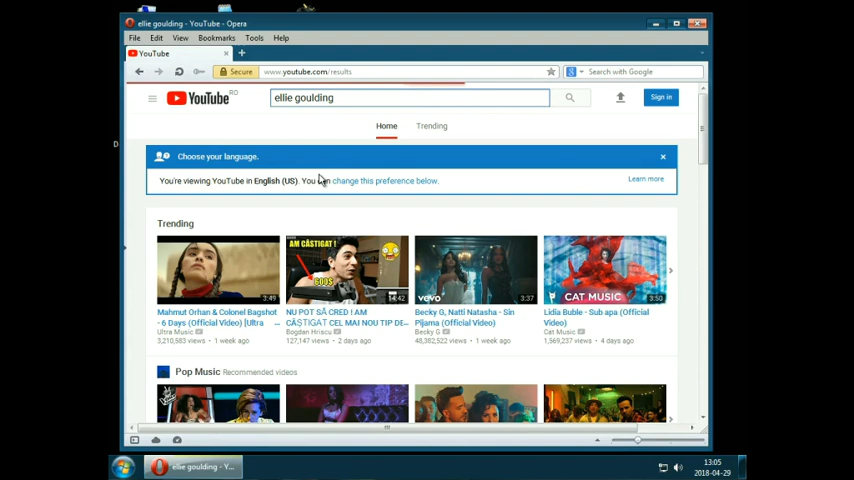 ellie goulding - YouTube - Opera
File Edit View Bookmarks Tools Help
YouTube
Secure www.youtube.com/results Search with Google
YouTube RO ellie goulding Sign in
Home Trending
Choose your language.
You're viewing YouTube in English (US). You can change this preference below. Learn more
Trending
AM CÂȘTIGAT !
600$
vevo
CAT MUSIC
3:49 14:42 3:37 3:50
Mahmut Orhan & Colonel Bagshot - 6 Days (Official Video) [Ultra ...
Ultra Music
3,210,583 views • 1 week ago
NU POT SĂ CRED ! AM CÂȘTIGAT CEL MAI NOU TIP DE...
Bogdan Hriscu
127,147 views • 2 days ago
Becky G, Natti Natasha - Sin Pijama (Official Video)
Becky G
48,382,522 views • 1 week ago
Lidia Buble - Sub apa (Official Video)
Cat Music
1,569,237 views • 4 days ago
Pop Music Recommended videos
ellie goulding - Y...
13:05
2018-04-29